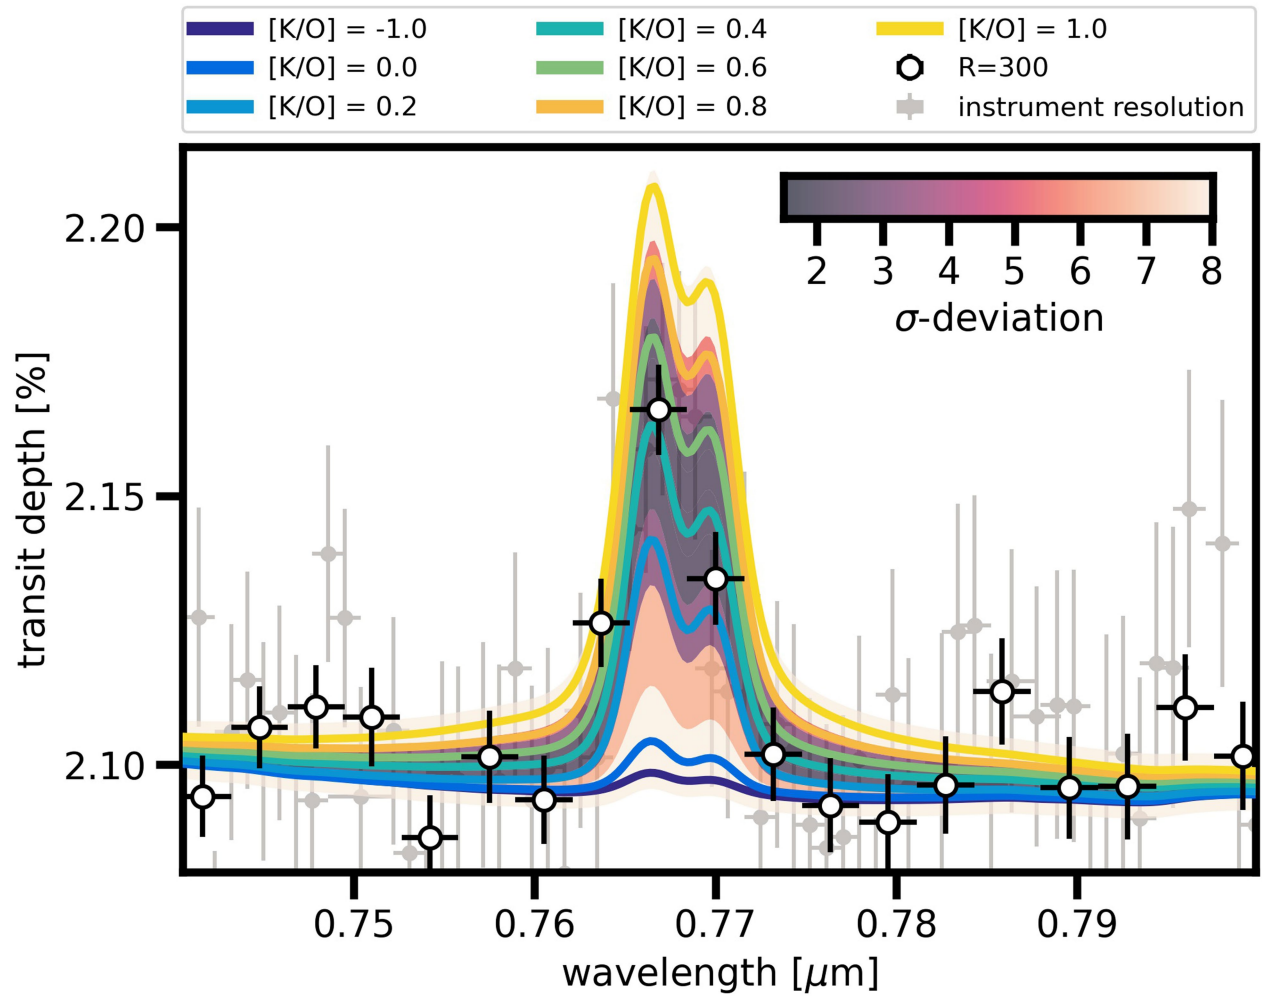 [K/O] = -1.0
[K/O] = 0.0
[K/O] = 0.2
[K/O] = 0.4
[K/O] = 0.6
[K/O] = 0.8
[K/O] = 1.0
R=300
instrument resolution
2 3 4 5 6 7 8
σ-deviation
transit depth [%]
2.20
2.15
2.10
0.75 0.76 0.77 0.78 0.79
wavelength [μm]